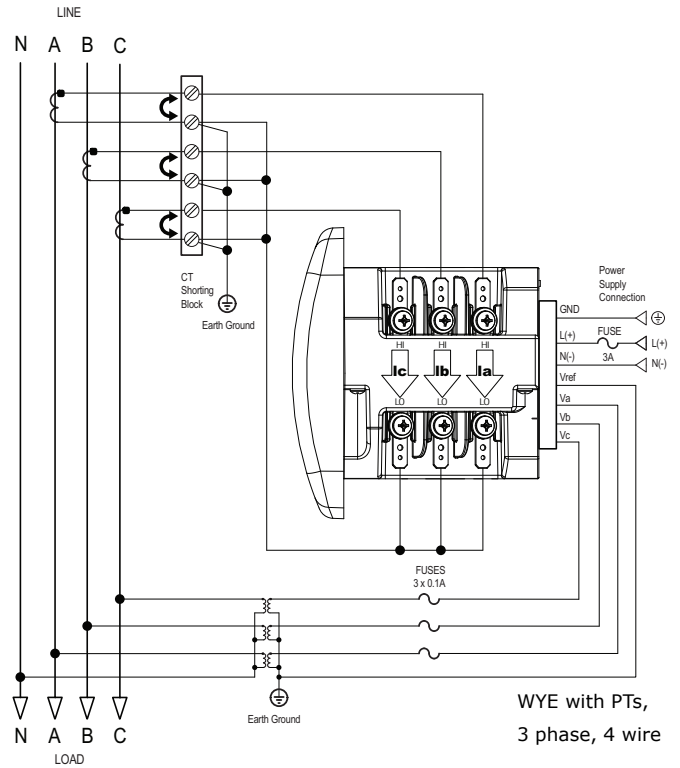 LINE
N A B C
CT
Shorting
Block
Earth Ground
Power
Supply
Connection
GND
L(+)
FUSE
L(+)
N(-)
3A
N(-)
Vref
Va
Vb
Vc
HI HI HI
Ic Ib Ia
LO LO LO
FUSES
3 x 0.1A
Earth Ground
N A B C
LOAD
WYE with PTs,
3 phase, 4 wire